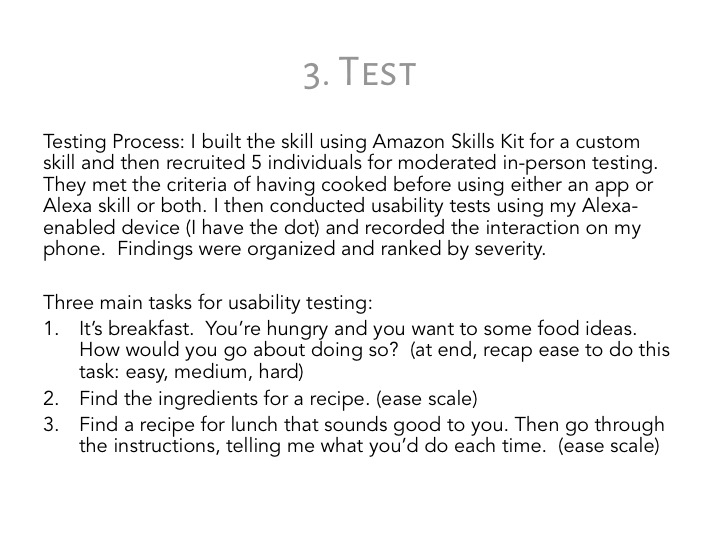 3. Test
Testing Process: I built the skill using Amazon Skills Kit for a custom
skill and then recruited 5 individuals for moderated in-person testing.
They met the criteria of having cooked before using either an app or
Alexa skill or both. I then conducted usability tests using my Alexa-
enabled device (I have the dot) and recorded the interaction on my
phone.  Findings were organized and ranked by severity.
Three main tasks for usability testing:
1. It’s breakfast.  You’re hungry and you want to some food ideas.
How would you go about doing so?  (at end, recap ease to do this
task: easy, medium, hard)
2. Find the ingredients for a recipe. (ease scale)
3. Find a recipe for lunch that sounds good to you. Then go through
the instructions, telling me what you’d do each time.  (ease scale)